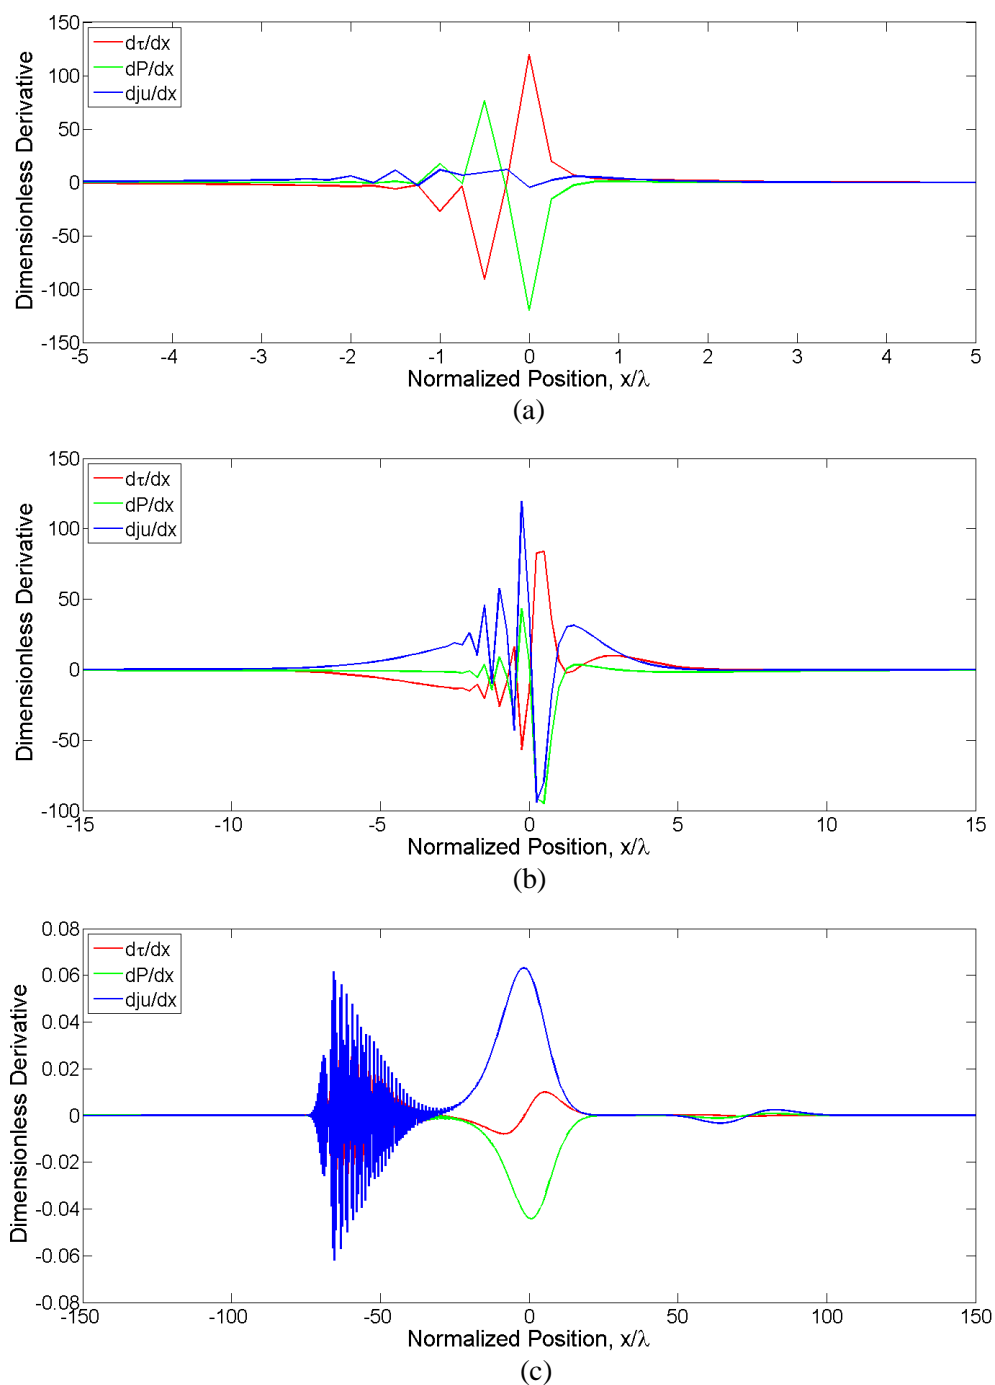 150
100
50
0
-50
-100
-150
Dimensionless Derivative
dτ/dx
dP/dx
dju/dx
-5 -4 -3 -2 -1 0 1 2 3 4 5
Normalized Position, x/λ
(a)
150
100
50
0
-50
-100
Dimensionless Derivative
dτ/dx
dP/dx
dju/dx
-15 -10 -5 0 5 10 15
Normalized Position, x/λ
(b)
0.08
0.06
0.04
0.02
0
-0.02
-0.04
-0.06
-0.08
Dimensionless Derivative
dτ/dx
dP/dx
dju/dx
-150 -100 -50 0 50 100 150
Normalized Position, x/λ
(c)